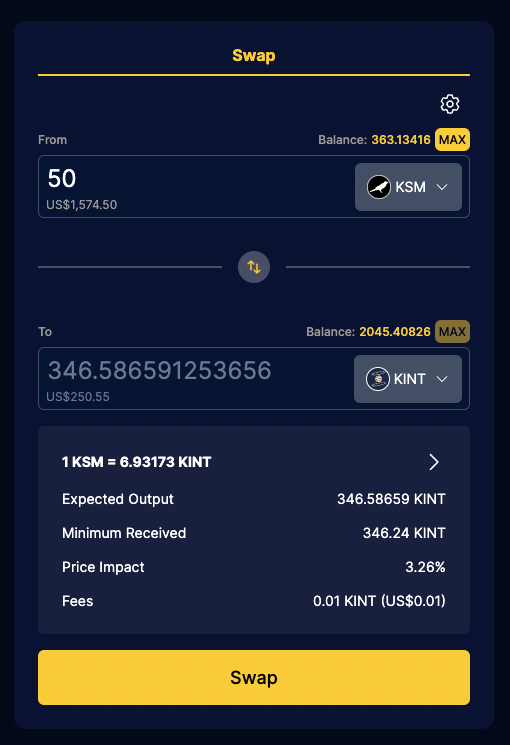 Swap
From Balance: 363.13416 MAX
50 KSM
US$1,574.50
To Balance: 2045.40826 MAX
346.586591253656 KINT
US$250.55
1 KSM = 6.93173 KINT
Expected Output 346.58659 KINT
Minimum Received 346.24 KINT
Price Impact 3.26%
Fees 0.01 KINT (US$0.01)
Swap